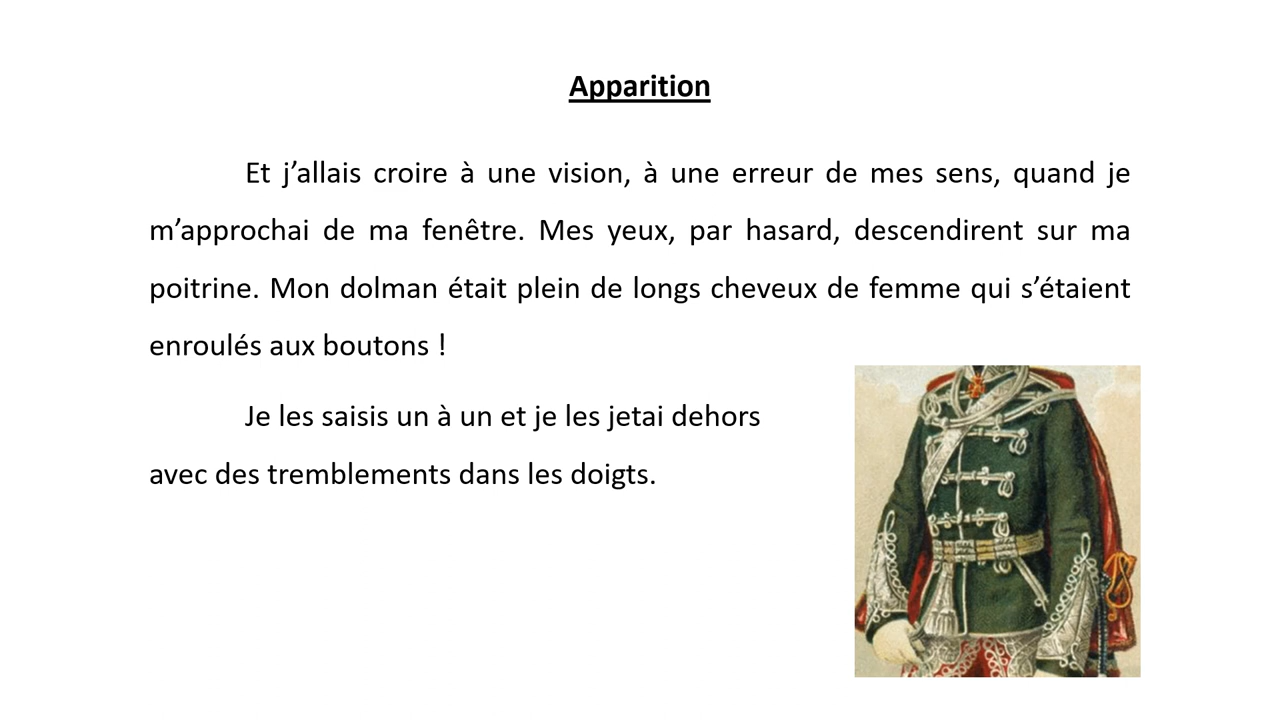 Apparition
Et j’allais croire à une vision, à une erreur de mes sens, quand je
m’approchai de ma fenêtre. Mes yeux, par hasard, descendirent sur ma
poitrine. Mon dolman était plein de longs cheveux de femme qui s’étaient
enroulés aux boutons !
Je les saisis un à un et je les jetai dehors
avec des tremblements dans les doigts.